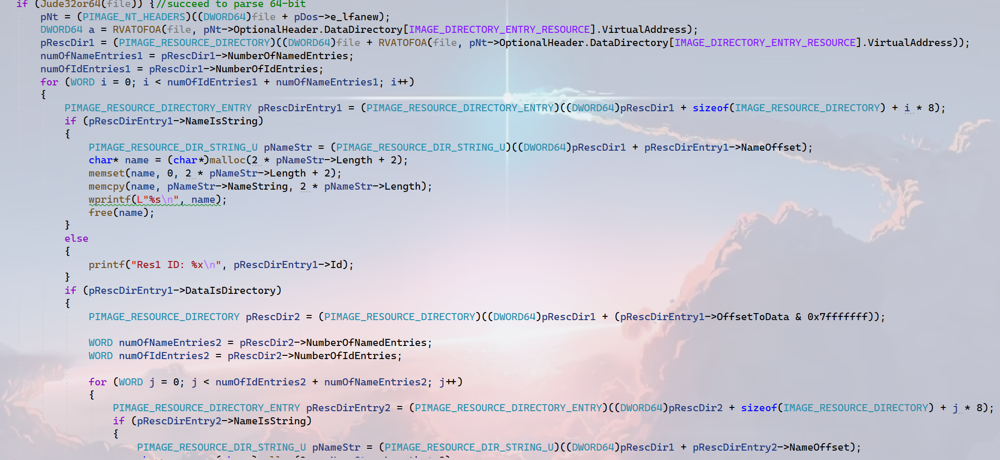 if (Jude32or64(file)) {//succeed to parse 64-bit
pNt = (PIMAGE_NT_HEADERS)((DWORD64)file + pDos->e_lfanew);
DWORD64 a = RVATOFOA(file, pNt->OptionalHeader.DataDirectory[IMAGE_DIRECTORY_ENTRY_RESOURCE].VirtualAddress);
pRescDir1 = (PIMAGE_RESOURCE_DIRECTORY)((DWORD64)file + RVATOFOA(file, pNt->OptionalHeader.DataDirectory[IMAGE_DIRECTORY_ENTRY_RESOURCE].VirtualAddress));
numOfNameEntries1 = pRescDir1->NumberOfNamedEntries;
numOfIdEntries1 = pRescDir1->NumberOfIdEntries;
for (WORD i = 0; i < numOfIdEntries1 + numOfNameEntries1; i++)
{
PIMAGE_RESOURCE_DIRECTORY_ENTRY pRescDirEntry1 = (PIMAGE_RESOURCE_DIRECTORY_ENTRY)((DWORD64)pRescDir1 + sizeof(IMAGE_RESOURCE_DIRECTORY) + i * 8);
if (pRescDirEntry1->NameIsString)
{
PIMAGE_RESOURCE_DIR_STRING_U pNameStr = (PIMAGE_RESOURCE_DIR_STRING_U)((DWORD64)pRescDir1 + pRescDirEntry1->NameOffset);
char* name = (char*)malloc(2 * pNameStr->Length + 2);
memset(name, 0, 2 * pNameStr->Length + 2);
memcpy(name, pNameStr->NameString, 2 * pNameStr->Length);
wprintf(L"%s\n", name);
free(name);
}
else
{
printf("Res1 ID: %x\n", pRescDirEntry1->Id);
}
if (pRescDirEntry1->DataIsDirectory)
{
PIMAGE_RESOURCE_DIRECTORY pRescDir2 = (PIMAGE_RESOURCE_DIRECTORY)((DWORD64)pRescDir1 + (pRescDirEntry1->OffsetToData & 0x7fffffff));
WORD numOfNameEntries2 = pRescDir2->NumberOfNamedEntries;
WORD numOfIdEntries2 = pRescDir2->NumberOfIdEntries;
for (WORD j = 0; j < numOfIdEntries2 + numOfNameEntries2; j++)
{
PIMAGE_RESOURCE_DIRECTORY_ENTRY pRescDirEntry2 = (PIMAGE_RESOURCE_DIRECTORY_ENTRY)((DWORD64)pRescDir2 + sizeof(IMAGE_RESOURCE_DIRECTORY) + j * 8);
if (pRescDirEntry2->NameIsString)
{
PIMAGE_RESOURCE_DIR_STRING_U pNameStr = (PIMAGE_RESOURCE_DIR_STRING_U)((DWORD64)pRescDir1 + pRescDirEntry2->NameOffset);